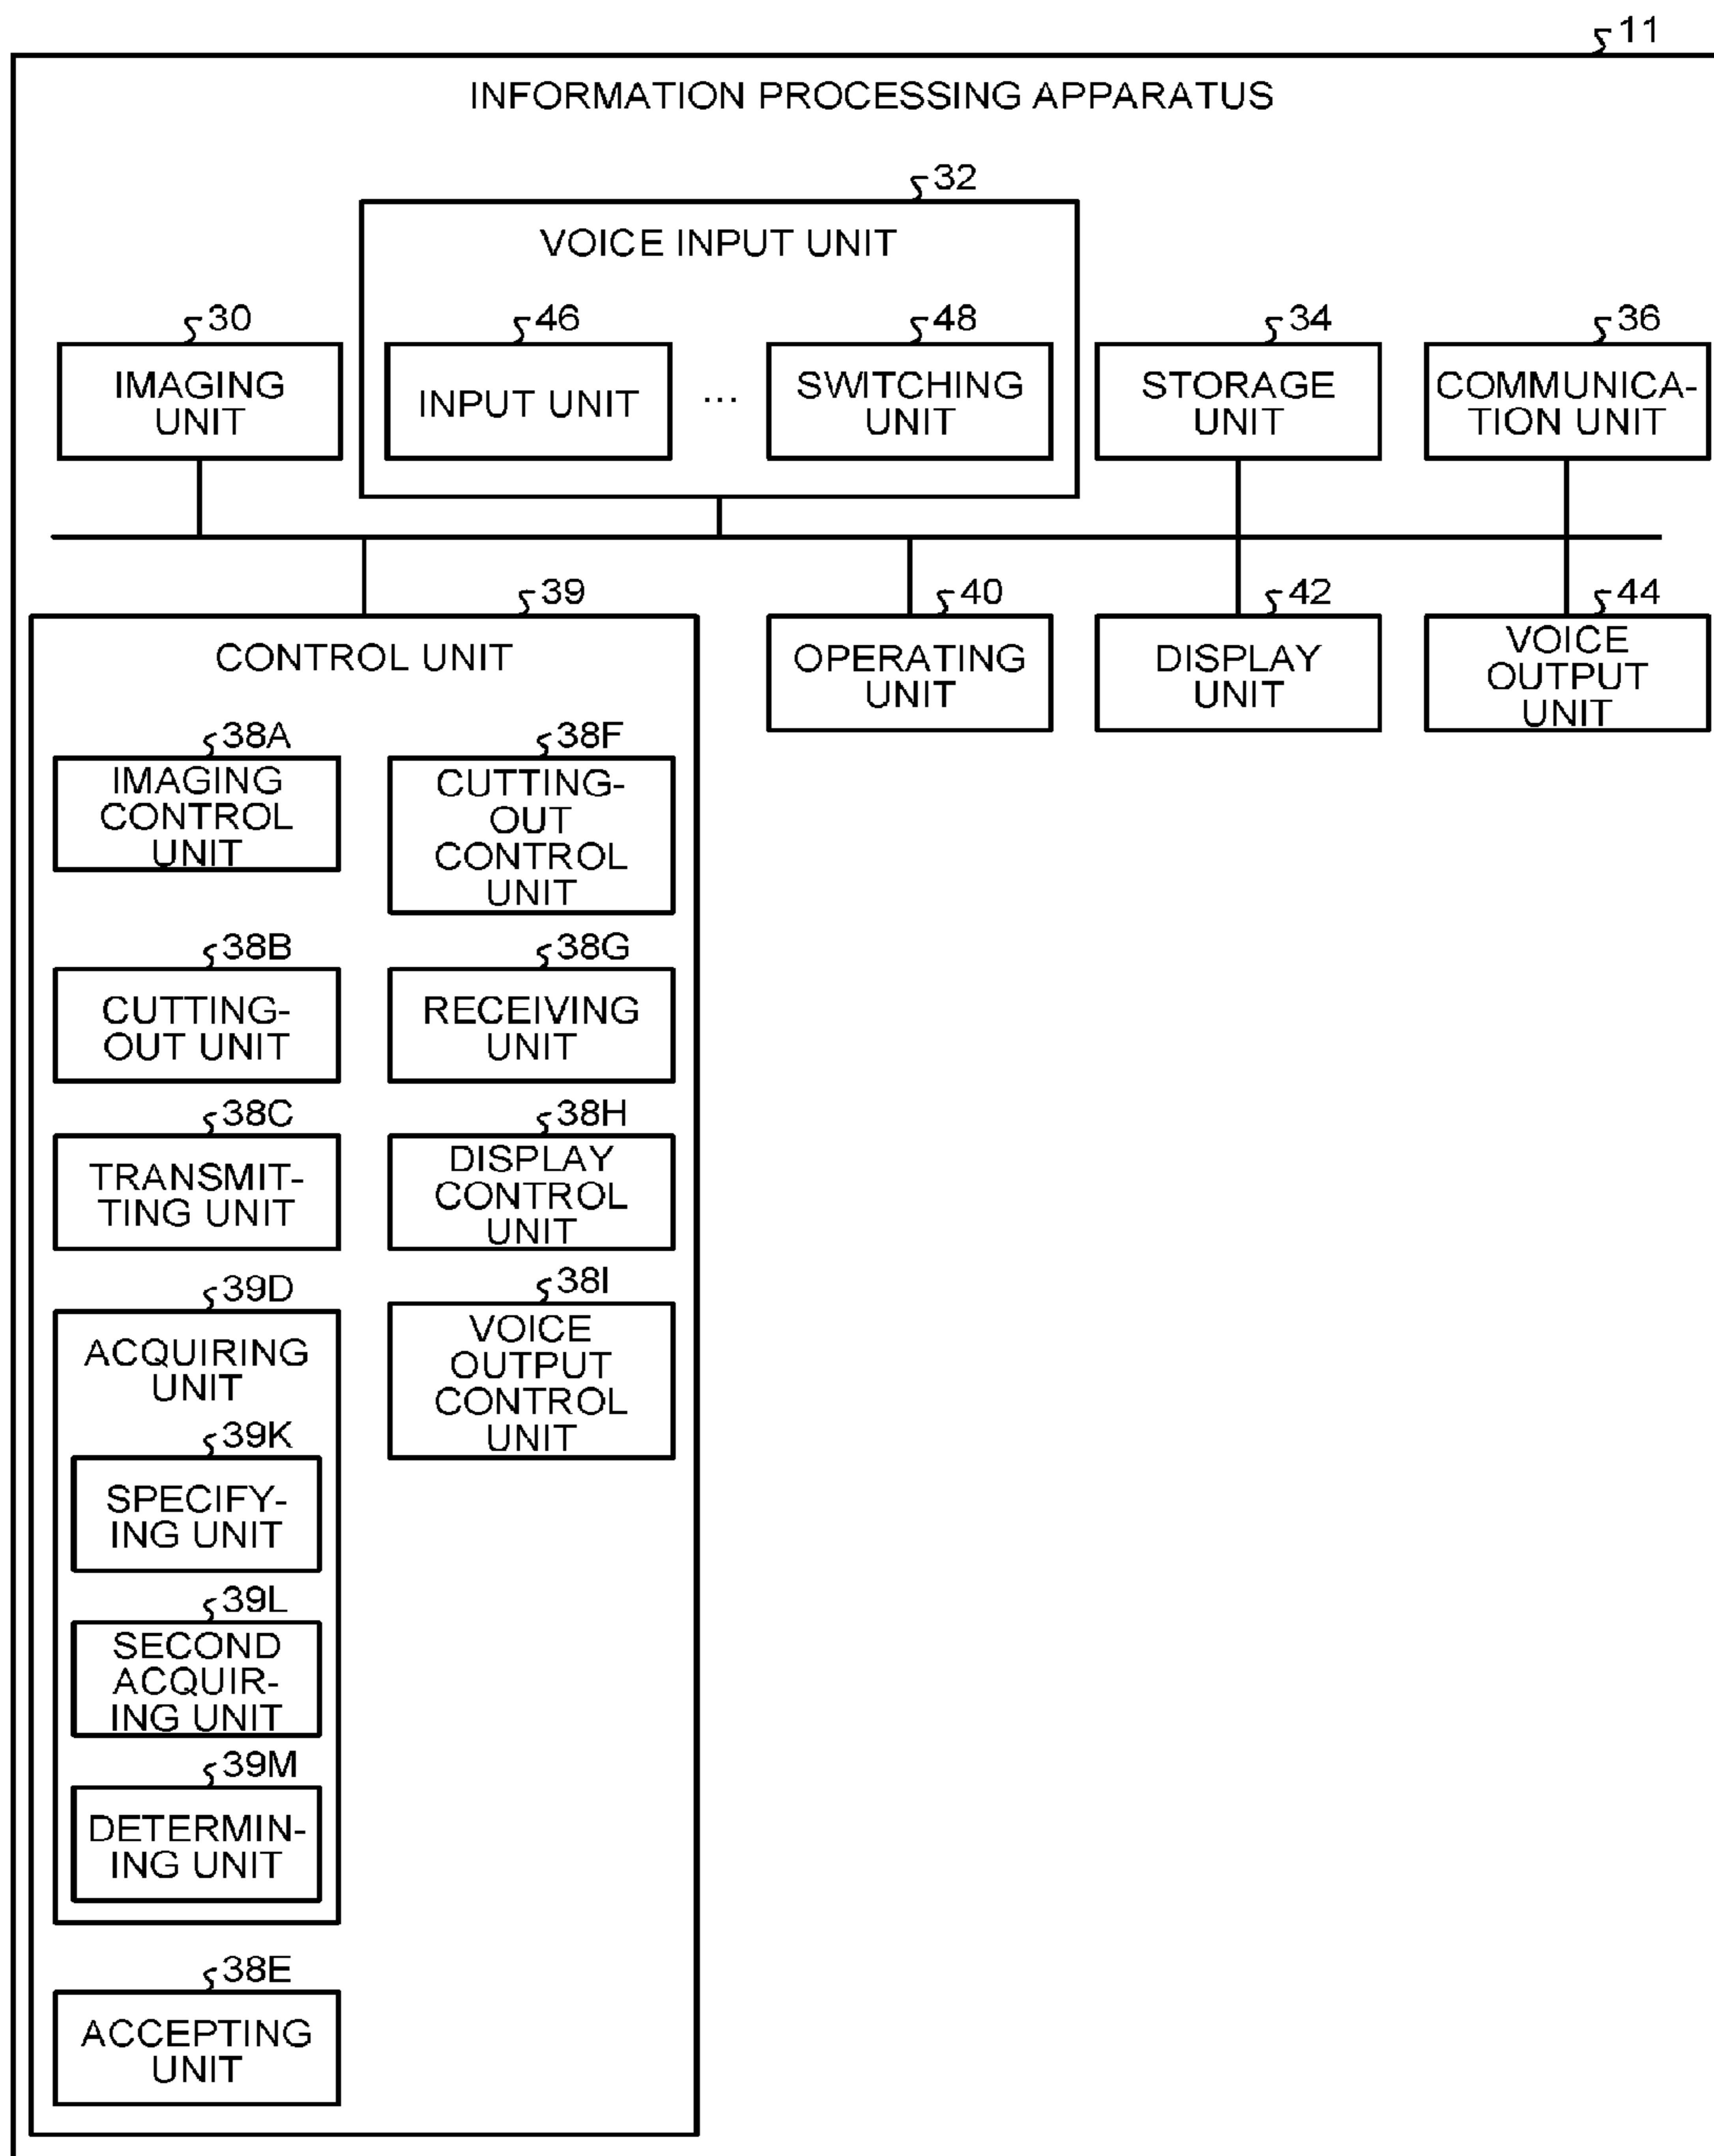 11
INFORMATION PROCESSING APPARATUS
32
VOICE INPUT UNIT
30
IMAGING
UNIT
46
INPUT UNIT
...
48
SWITCHING
UNIT
34
STORAGE
UNIT
36
COMMUNICA-
TION UNIT
39
CONTROL UNIT
40
OPERATING
UNIT
42
DISPLAY
UNIT
44
VOICE
OUTPUT
UNIT
38A
IMAGING
CONTROL
UNIT
38F
CUTTING-
OUT
CONTROL
UNIT
38B
CUTTING-
OUT UNIT
38G
RECEIVING
UNIT
38C
TRANSMIT-
TING UNIT
38H
DISPLAY
CONTROL
UNIT
39D
ACQUIRING
UNIT
38I
VOICE
OUTPUT
CONTROL
UNIT
39K
SPECIFY-
ING UNIT
39L
SECOND
ACQUIR-
ING UNIT
39M
DETERMIN-
ING UNIT
38E
ACCEPTING
UNIT